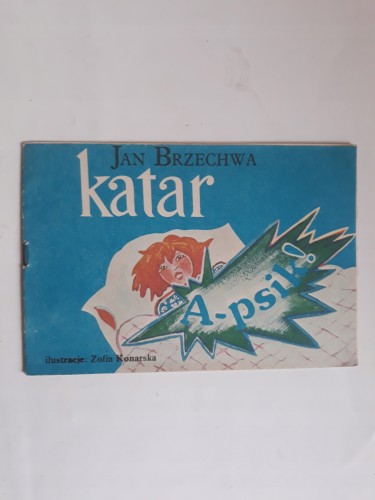 JAN BRZECHWA
katar
A-psik!
ilustracje: Zofia Konarska